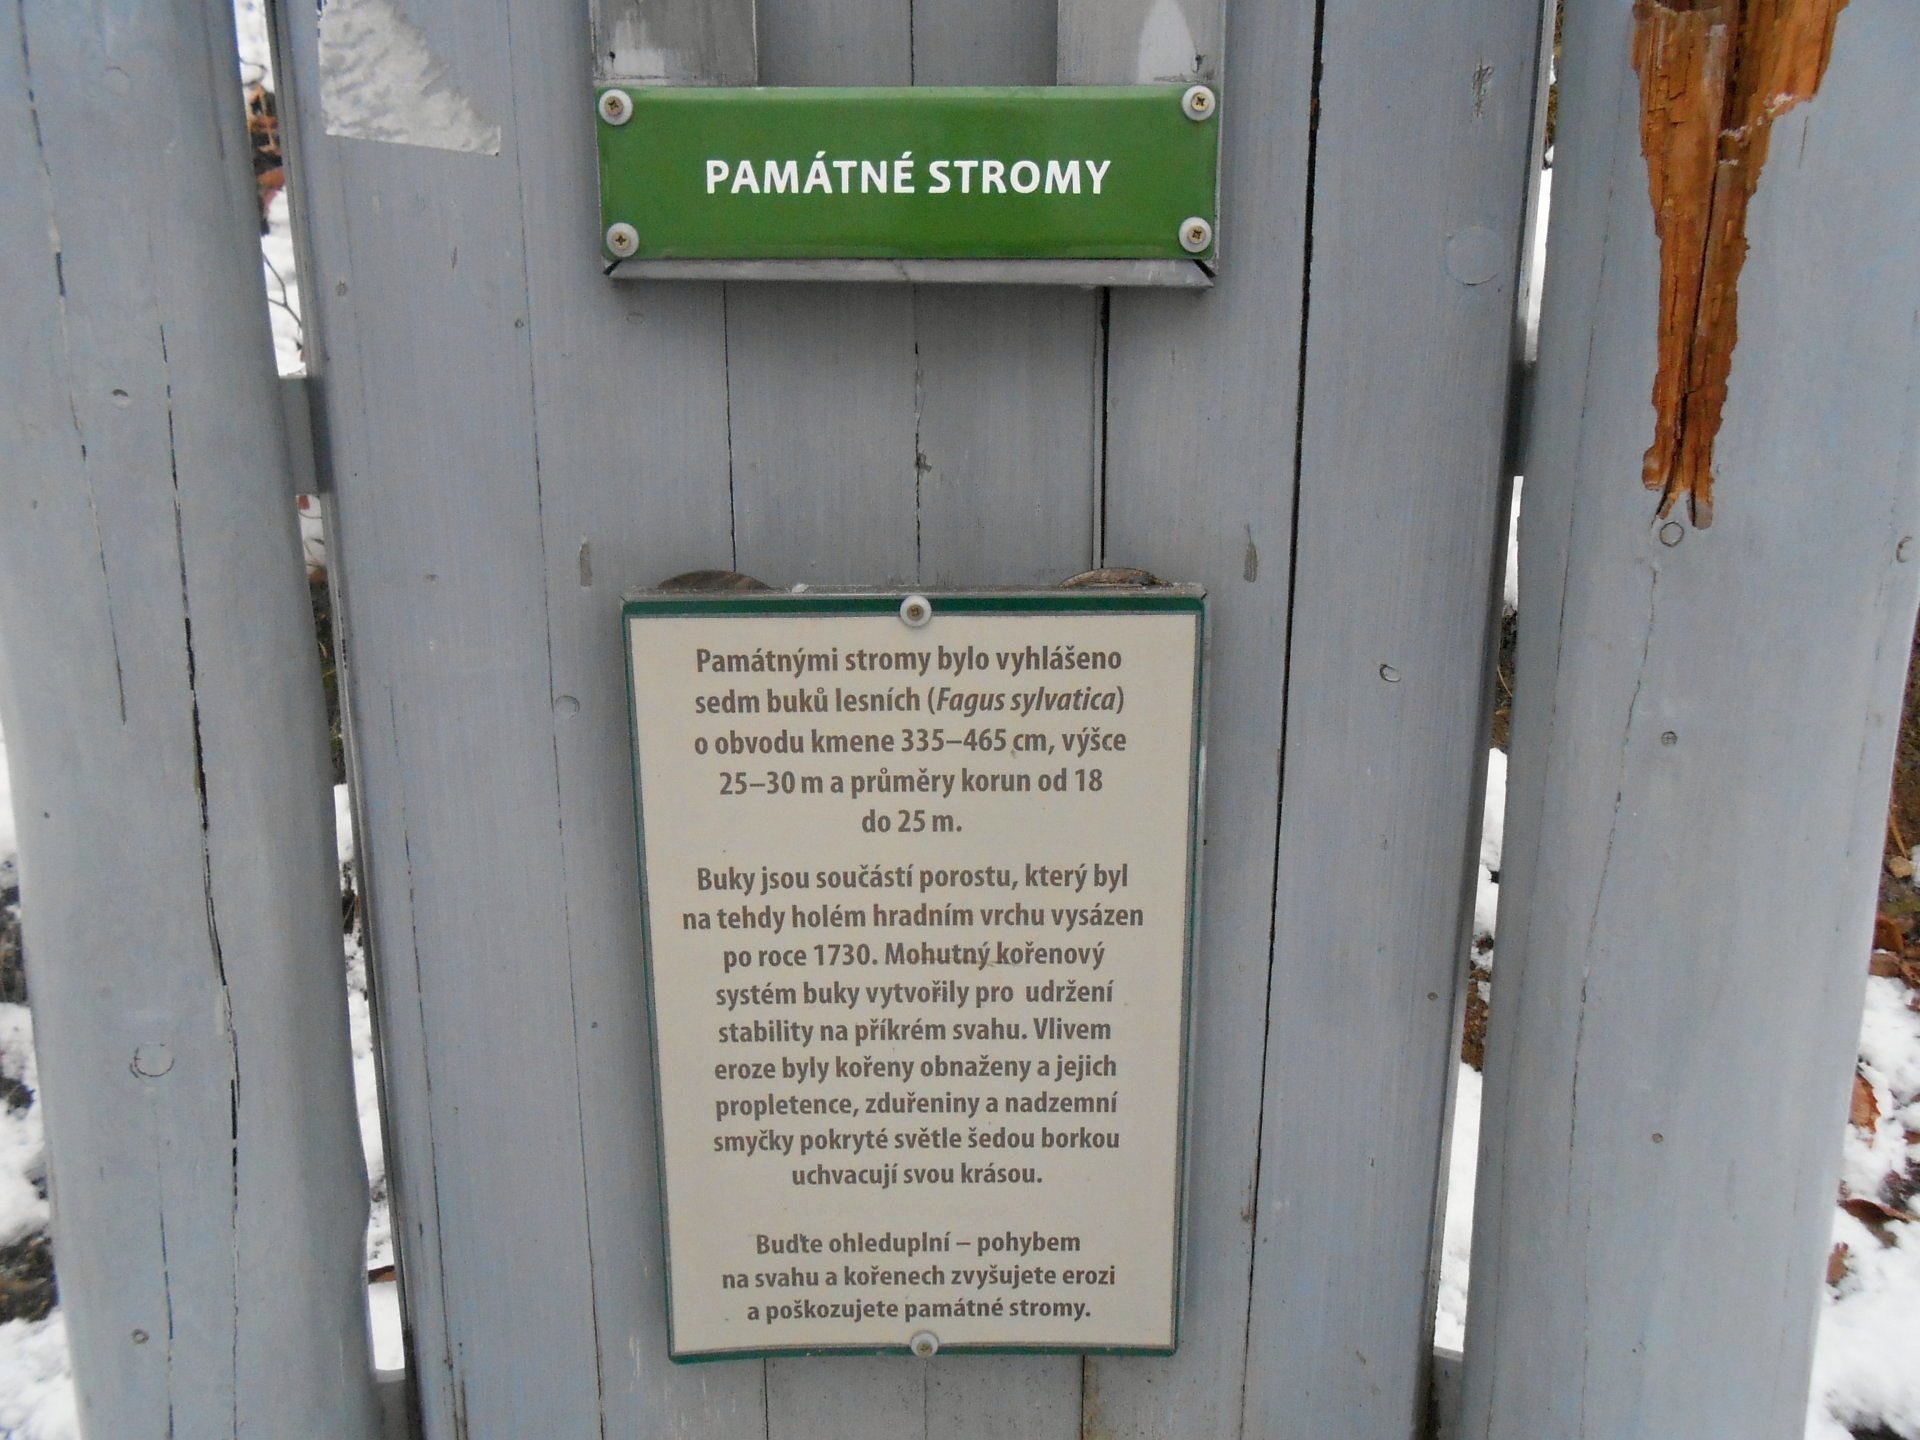 PAMÁTNÉ STROMY
Památnými stromy bylo vyhlášeno
sedm buků lesních (Fagus sylvatica)
o obvodu kmene 335–465 cm, výšce
25–30 m a průměry korun od 18
do 25 m.
Buky jsou součástí porostu, který byl
na tehdy holém hradním vrchu vysázen
po roce 1730. Mohutný kořenový
systém buky vytvořily pro udržení
stability na příkrém svahu. Vlivem
eroze byly kořeny obnaženy a jejich
propletence, zduřeniny a nadzemní
smyčky pokryté světle šedou borkou
uchvacují svou krásou.
Buďte ohleduplní – pohybem
na svahu a kořenech zvyšujete erozi
a poškozujete památné stromy.